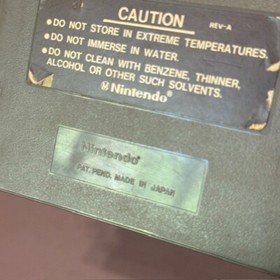 CAUTION
REV-A
• DO NOT STORE IN EXTREME TEMPERATURES.
• DO NOT IMMERSE IN WATER.
• DO NOT CLEAN WITH BENZENE, THINNER,
ALCOHOL OR OTHER SUCH SOLVENTS.
Ⓜ Nintendo®
Nintendo®
PAT. PEND. MADE IN JAPAN